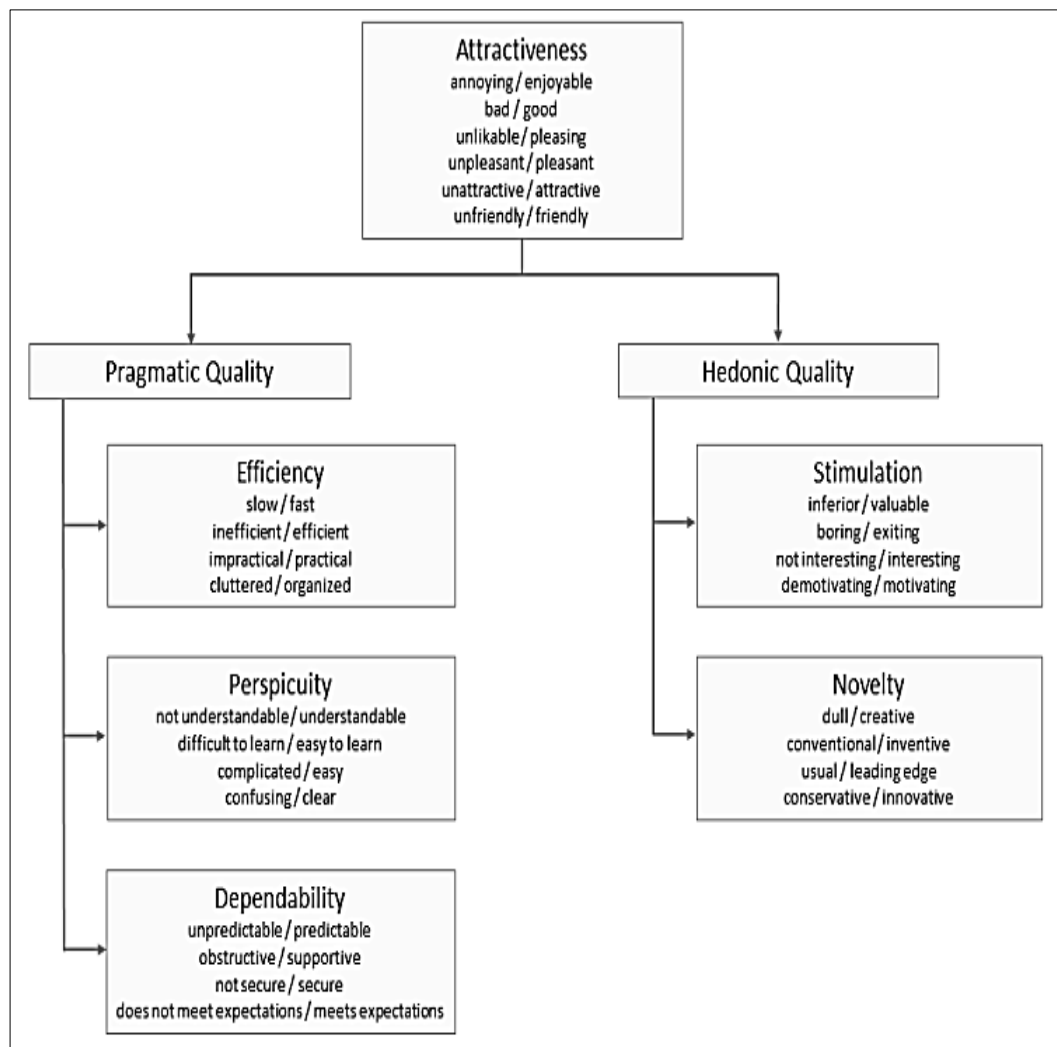 Attractiveness
annoying / enjoyable
bad / good
unlikable / pleasing
unpleasant / pleasant
unattractive / attractive
unfriendly / friendly
Pragmatic Quality
Hedonic Quality
Efficiency
slow / fast
inefficient / efficient
impractical / practical
cluttered / organized
Stimulation
inferior / valuable
boring / exiting
not interesting / interesting
demotivating / motivating
Perspicuity
not understandable / understandable
difficult to learn / easy to learn
complicated / easy
confusing / clear
Novelty
dull / creative
conventional / inventive
usual / leading edge
conservative / innovative
Dependability
unpredictable / predictable
obstructive / supportive
not secure / secure
does not meet expectations / meets expectations